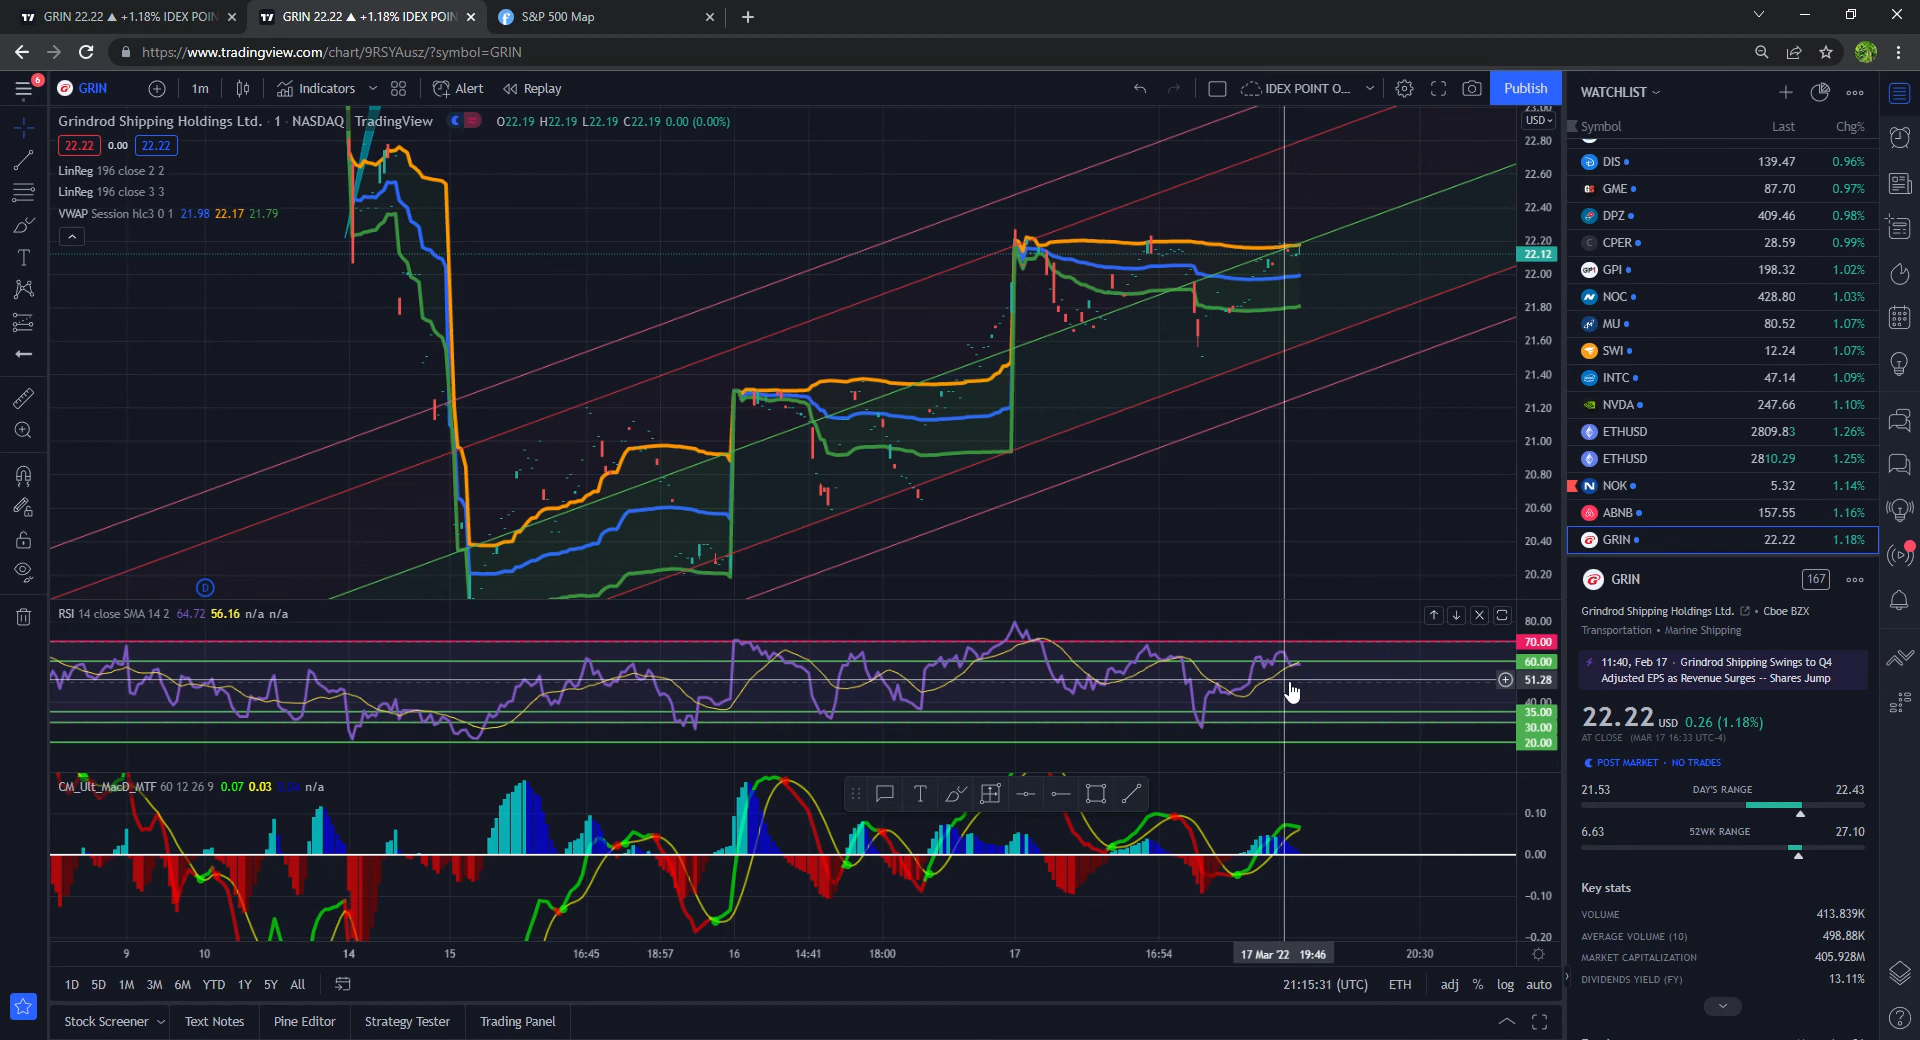 GRIN 22.22 ▲ +1.18% IDEX POIN
GRIN 22.22 ▲ +1.18% IDEX POIN
S&P 500 Map
https://www.tradingview.com/chart/9RSYAusz/?symbol=GRIN
6
GRIN
1m
Indicators
Alert
Replay
IDEX POINT O...
Publish
Grindrod Shipping Holdings Ltd. · 1 · NASDAQ TradingView
O22.19 H22.19 L22.19 C22.19 0.00 (0.00%)
22.22 0.00 22.22
LinReg 196 close 2 2
LinReg 196 close 3 3
VWAP Session hlc3 0 1 21.98 22.17 21.79
D
23.00
USD
22.80
22.60
22.40
22.20
22.12
22.00
21.80
21.60
21.40
21.20
21.00
20.80
20.60
20.40
20.20
RSI 14 close SMA 14 2 64.72 56.16 n/a n/a
80.00
70.00
60.00
51.28
40.00
35.00
30.00
20.00
CM_Ult_MacD_MTF 60 12 26 9 0.07 0.03 n/a
0.10
0.00
-0.10
-0.20
9 10 14 15 16:45 18:57 16 14:41 18:00 17 16:54 17 Mar '22 19:46 20:30
1D 5D 1M 3M 6M YTD 1Y 5Y All
21:15:31 (UTC) ETH adj % log auto
Stock Screener Text Notes Pine Editor Strategy Tester Trading Panel
WATCHLIST
Symbol Last Chg%
DIS 139.47 0.96%
GME 87.70 0.97%
DPZ 409.46 0.98%
CPER 28.59 0.99%
GPI 198.32 1.02%
NOC 428.80 1.03%
MU 80.52 1.07%
SWI 12.24 1.07%
INTC 47.14 1.09%
NVDA 247.66 1.10%
ETHUSD 2809.83 1.26%
ETHUSD 2810.29 1.25%
NOK 5.32 1.14%
ABNB 157.55 1.16%
GRIN 22.22 1.18%
GRIN
167
Grindrod Shipping Holdings Ltd. • Cboe BZX
Transportation • Marine Shipping
11:40, Feb 17 · Grindrod Shipping Swings to Q4
Adjusted EPS as Revenue Surges -- Shares Jump
22.22 USD 0.26 (1.18%)
AT CLOSE (MAR 17 16:33 UTC-4)
POST MARKET • NO TRADES
21.53 DAY'S RANGE 22.43
6.63 52WK RANGE 27.10
Key stats
VOLUME 413.839K
AVERAGE VOLUME (10) 498.88K
MARKET CAPITALIZATION 405.928M
DIVIDENDS YIELD (FY) 13.11%